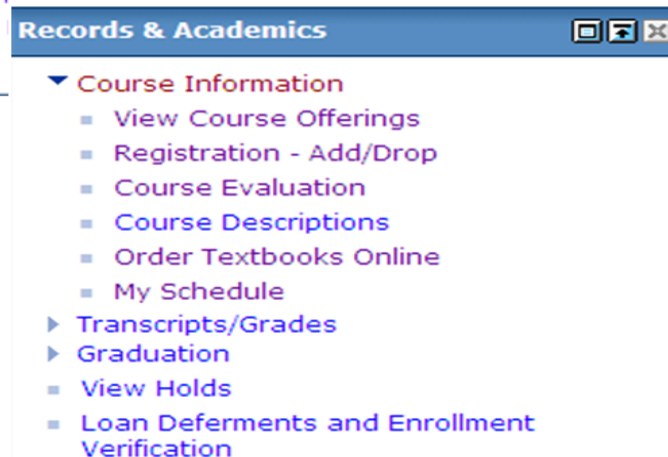 Records & Academics
Course Information
View Course Offerings
Registration - Add/Drop
Course Evaluation
Course Descriptions
Order Textbooks Online
My Schedule
Transcripts/Grades
Graduation
View Holds
Loan Deferments and Enrollment
Verification